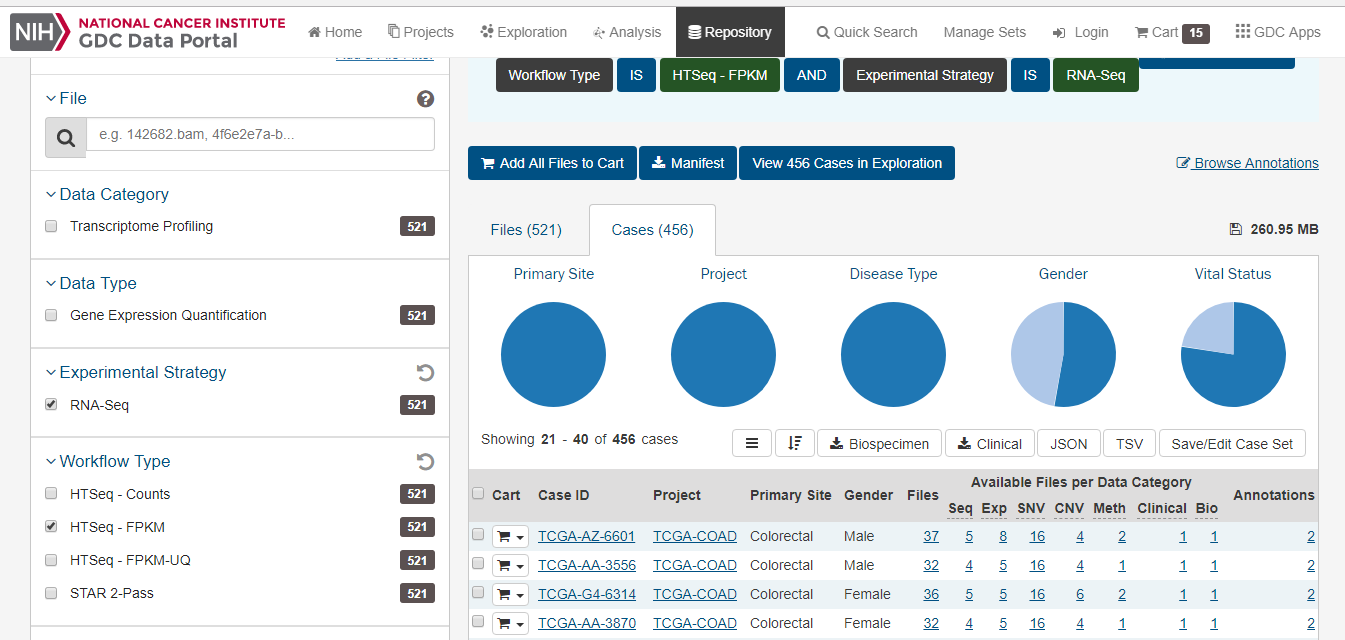 NIH NATIONAL CANCER INSTITUTE
GDC Data Portal
Home
Projects
Exploration
Analysis
Repository
Quick Search
Manage Sets
Login
Cart 15
GDC Apps
Workflow Type IS HTSeq - FPKM AND Experimental Strategy IS RNA-Seq
File
e.g. 142682.bam, 4f6e2e7a-b...
Data Category
Transcriptome Profiling 521
Data Type
Gene Expression Quantification 521
Experimental Strategy
RNA-Seq 521
Workflow Type
HTSeq - Counts 521
HTSeq - FPKM 521
HTSeq - FPKM-UQ 521
STAR 2-Pass 521
Add All Files to Cart
Manifest
View 456 Cases in Exploration
Browse Annotations
Files (521)
Cases (456)
260.95 MB
Primary Site
Project
Disease Type
Gender
Vital Status
Showing 21 - 40 of 456 cases
Biospecimen
Clinical
JSON
TSV
Save/Edit Case Set
Available Files per Data Category
Cart Case ID Project Primary Site Gender Files Seq Exp SNV CNV Meth Clinical Bio Annotations
TCGA-AZ-6601 TCGA-COAD Colorectal Male 37 5 8 16 4 2 1 1 2
TCGA-AA-3556 TCGA-COAD Colorectal Male 32 4 5 16 4 1 1 1 2
TCGA-G4-6314 TCGA-COAD Colorectal Female 36 5 5 16 6 2 1 1 2
TCGA-AA-3870 TCGA-COAD Colorectal Female 32 4 5 16 4 1 1 1 2